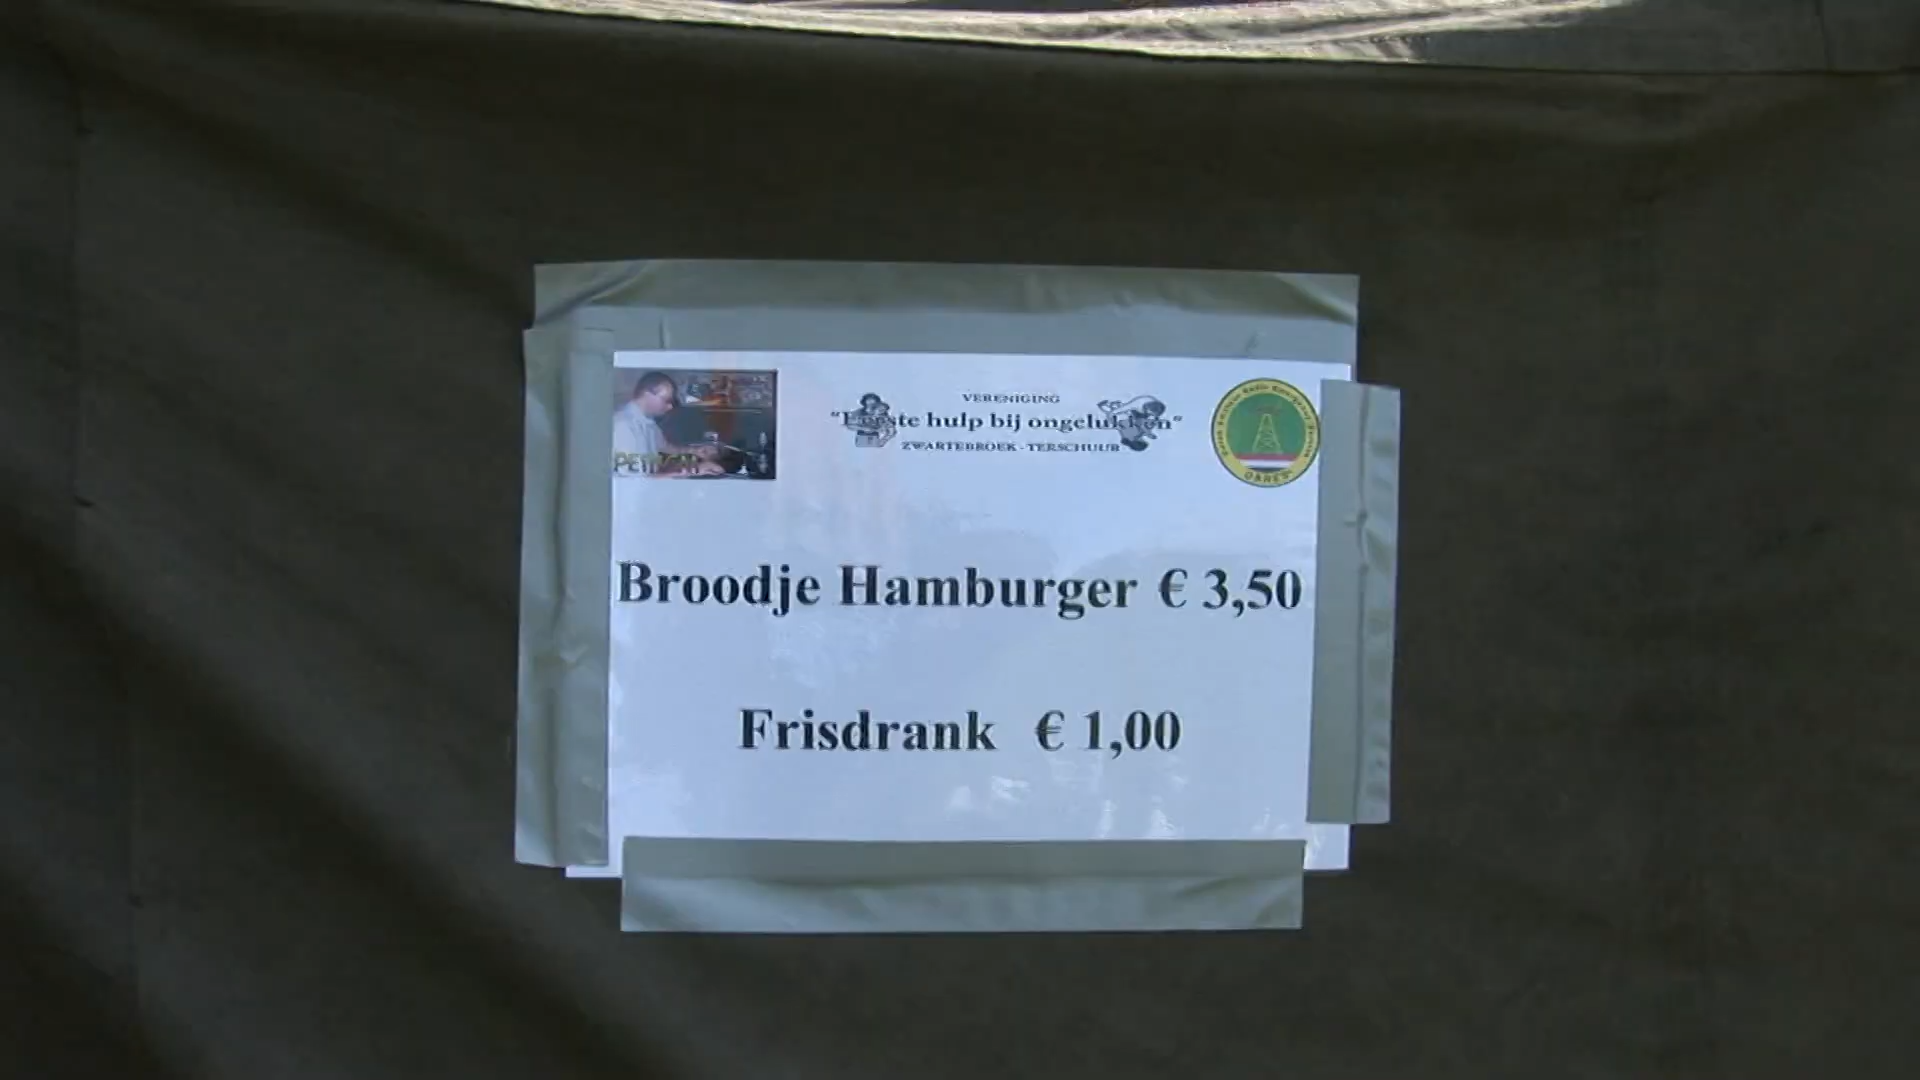 VERENIGING
"Eerste hulp bij ongelukken"
ZWARTEBROEK - TERSCHUUR
Broodje Hamburger € 3,50
Frisdrank € 1,00